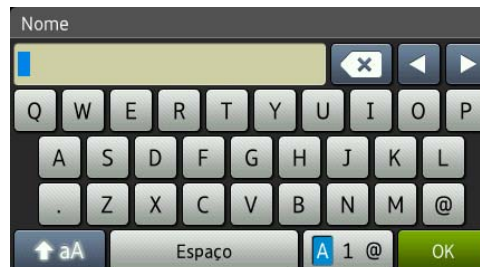 Nome
Q W E R T Y U I O P
A S D F G H J K L
. Z X C V B N M @
aA Espaço A 1 @ OK